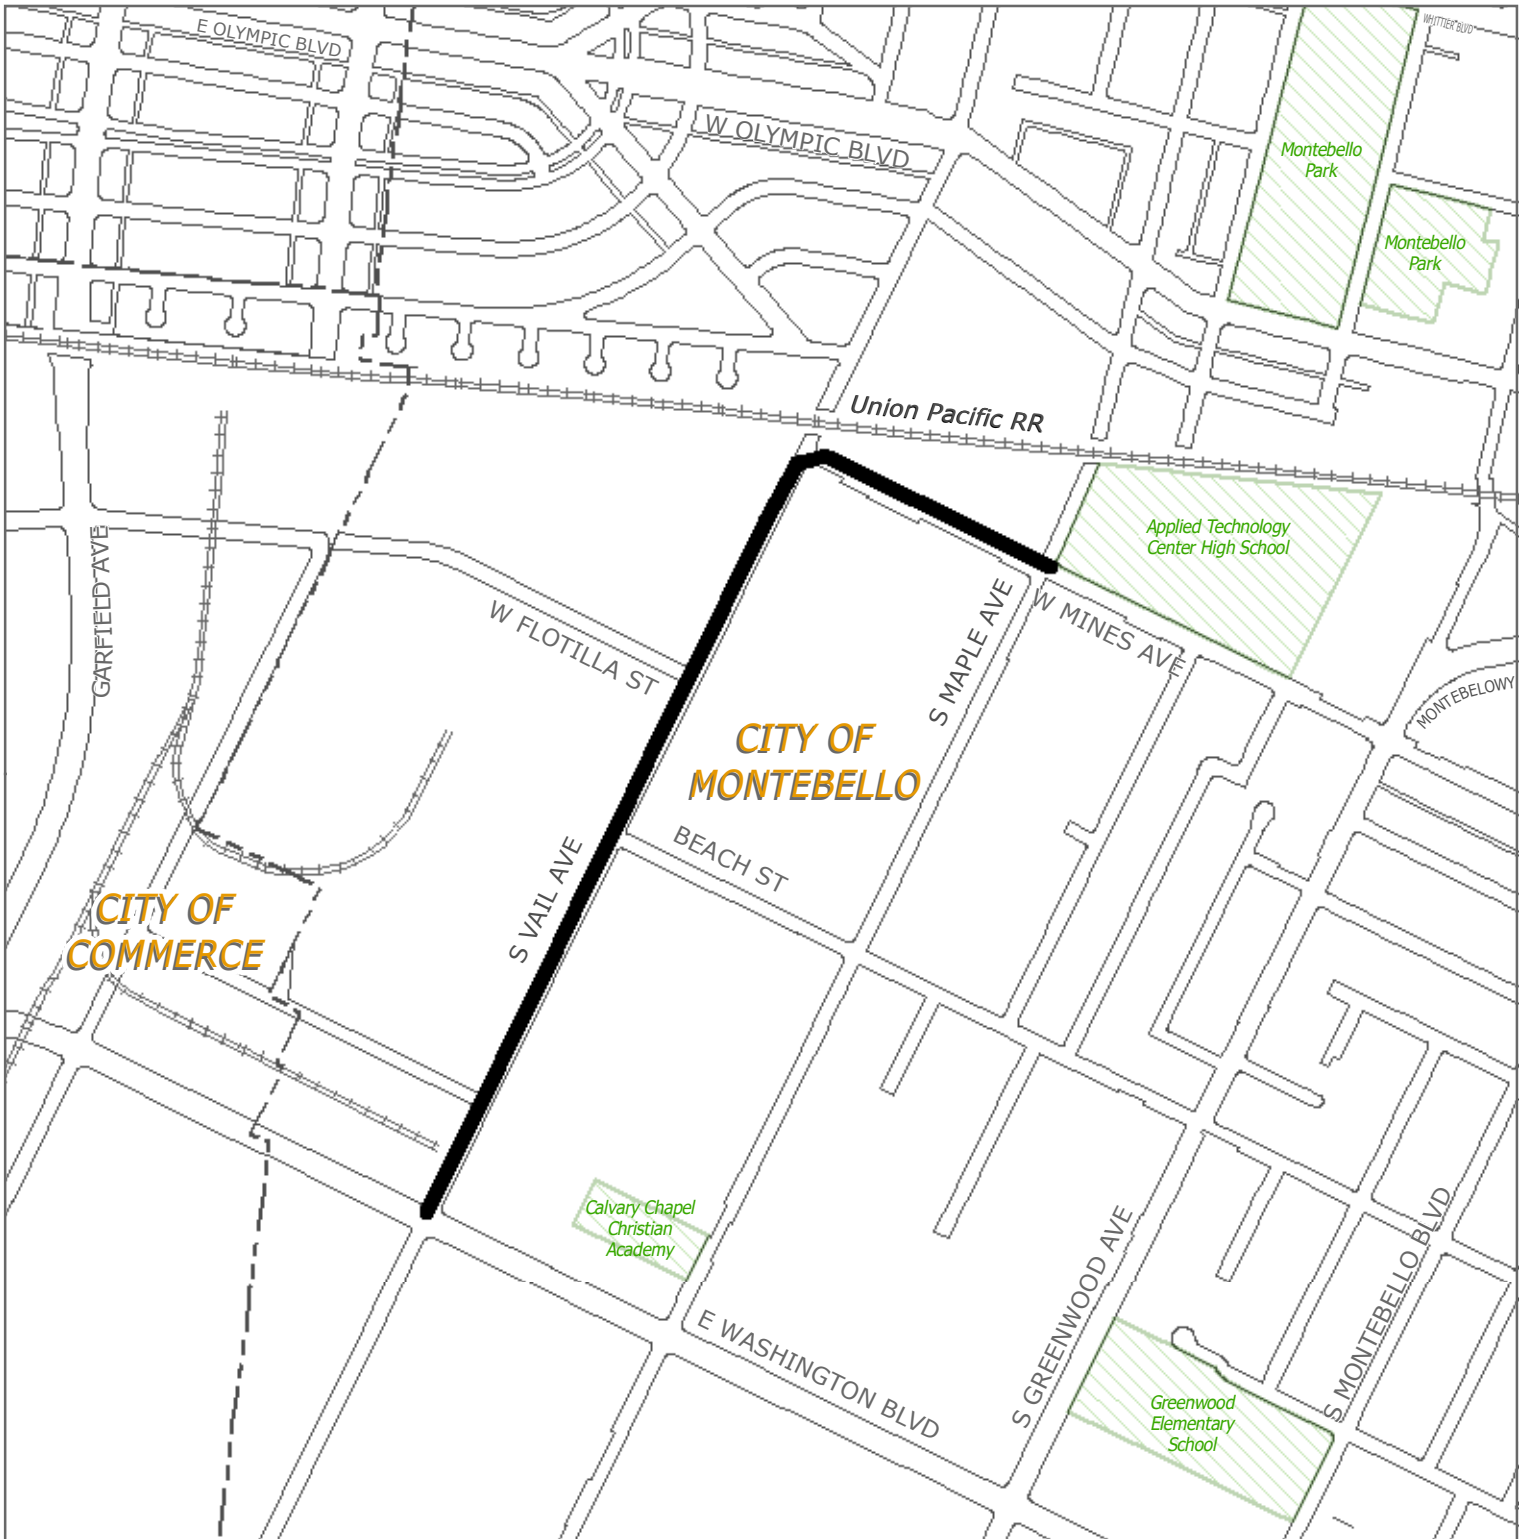 WHITTIER BLVD
E OLYMPIC BLVD
W OLYMPIC BLVD
Montebello
Park
Montebello
Park
Union Pacific RR
Applied Technology
Center High School
GARFIELD AVE
W FLOTILLA ST
S MAPLE AVE
W MINES AVE
MONTEBELOWY
CITY OF
MONTEBELLO
BEACH ST
S VAIL AVE
CITY OF
COMMERCE
Calvary Chapel
Christian
Academy
E WASHINGTON BLVD
S GREENWOOD AVE
S MONTEBELLO BLVD
Greenwood
Elementary
School